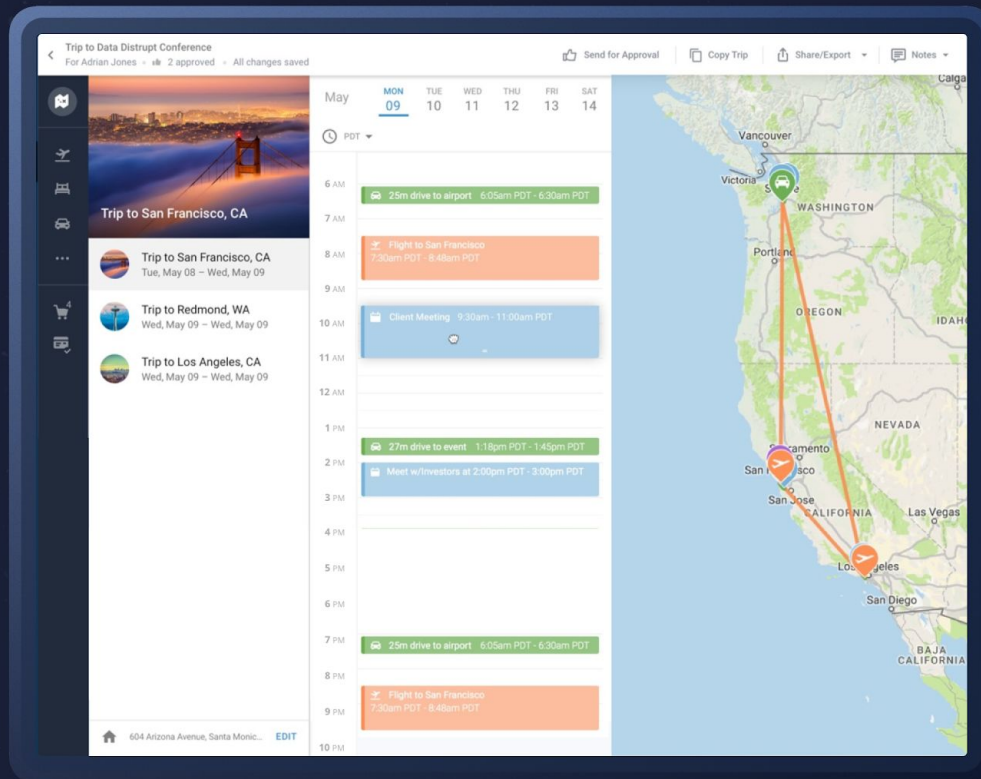 Trip to Data Distrupt Conference
For Adrian Jones • 2 approved • All changes saved
Send for Approval
Copy Trip
Share/Export
Notes
Trip to San Francisco, CA
Trip to San Francisco, CA
Tue, May 08 – Wed, May 09
Trip to Redmond, WA
Wed, May 09 – Wed, May 09
Trip to Los Angeles, CA
Wed, May 09 – Wed, May 09
4
604 Arizona Avenue, Santa Monic... EDIT
May
MON TUE WED THU FRI SAT
09 10 11 12 13 14
PDT
6 AM
25m drive to airport 6:05am PDT - 6:30am PDT
7 AM
Flight to San Francisco
7:30am PDT - 8:48am PDT
8 AM
9 AM
Client Meeting 9:30am - 11:00am PDT
10 AM
11 AM
12 AM
1 PM
27m drive to event 1:18pm PDT - 1:45pm PDT
2 PM
Meet w/Investors at 2:00pm PDT - 3:00pm PDT
3 PM
4 PM
5 PM
6 PM
7 PM
25m drive to airport 6:05am PDT - 6:30am PDT
8 PM
Flight to San Francisco
7:30am PDT - 8:48am PDT
9 PM
10 PM
Calga
Vancouver
Victoria
WASHINGTON
Portland
OREGON
IDAH
NEVADA
San
sco
San Jose
CALIFORNIA
Las Vegas
San Diego
BAJA
CALIFORNIA